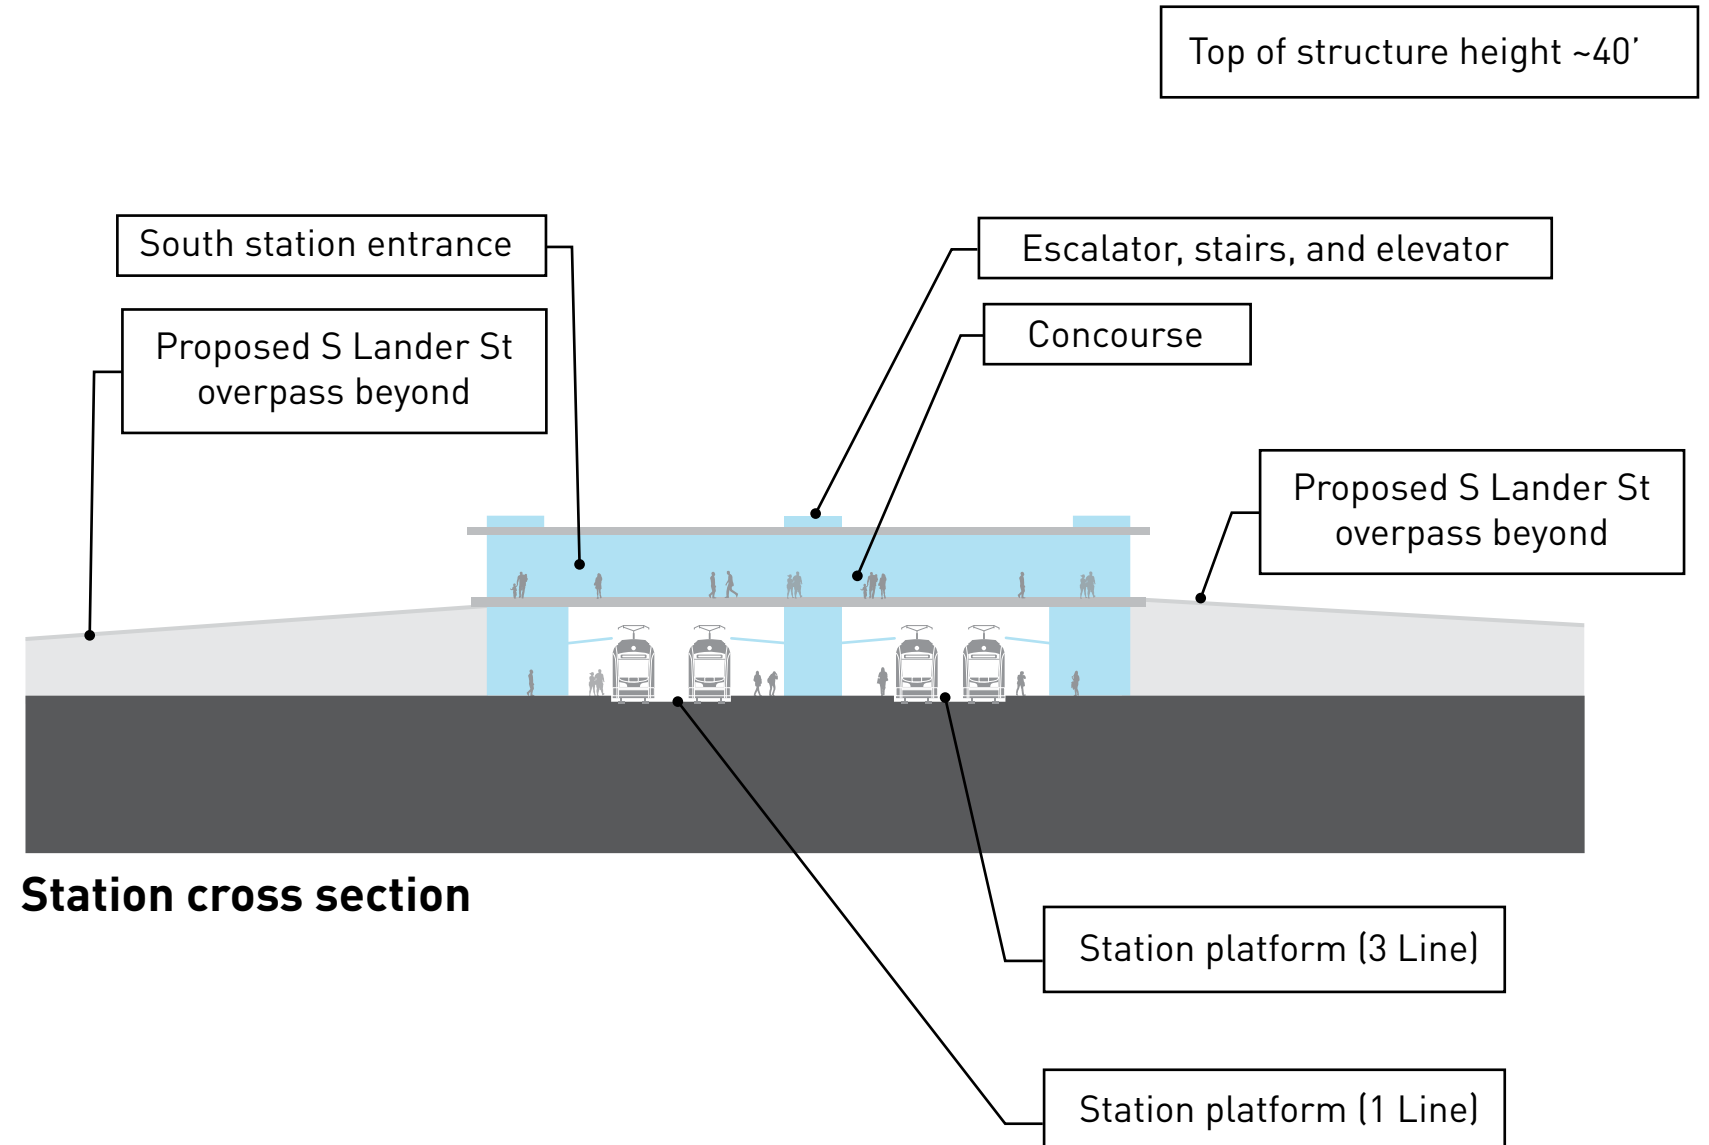 Top of structure height ~40’
South station entrance
Escalator, stairs, and elevator
Proposed S Lander St
overpass beyond
Concourse
Proposed S Lander St
overpass beyond
Station cross section
Station platform (3 Line)
Station platform (1 Line)